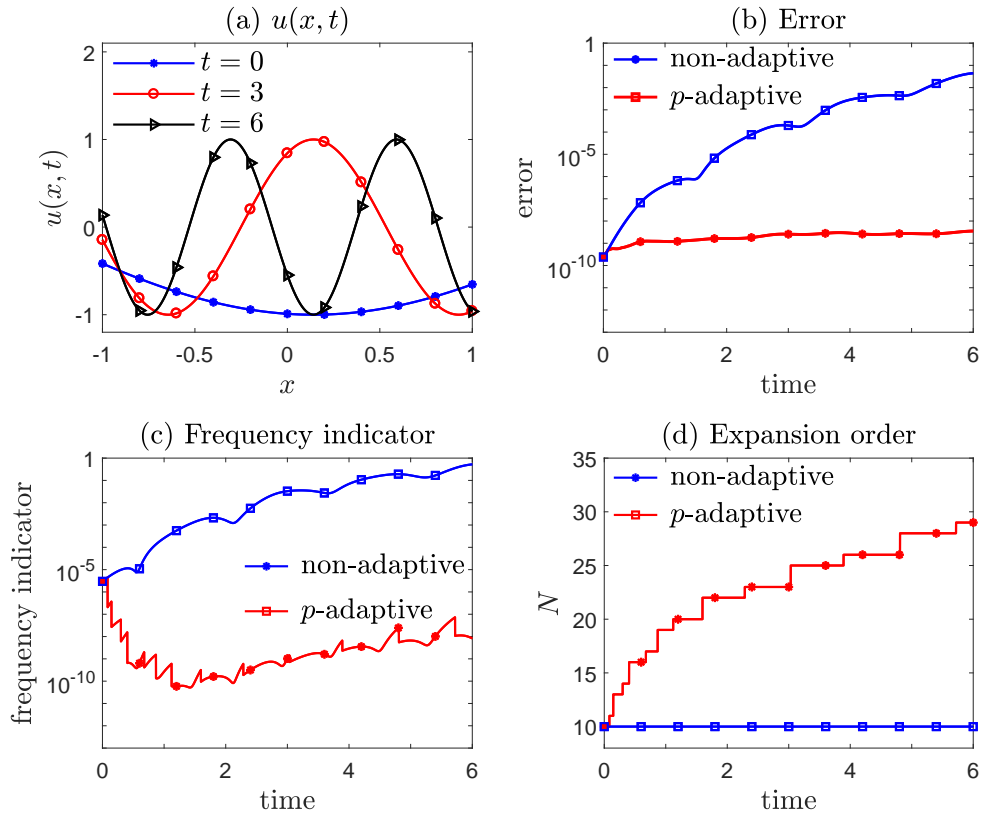 (a) u(x, t)
2
1
0
-1
-1
-0.5
0
0.5
1
u(x, t)
x
t = 0
t = 3
t = 6
(b) Error
1
10^-5
10^-10
0
2
4
6
error
time
non-adaptive
p-adaptive
(c) Frequency indicator
1
10^-5
10^-10
0
2
4
6
frequency indicator
time
non-adaptive
p-adaptive
(d) Expansion order
35
30
25
20
15
10
0
2
4
6
N
time
non-adaptive
p-adaptive